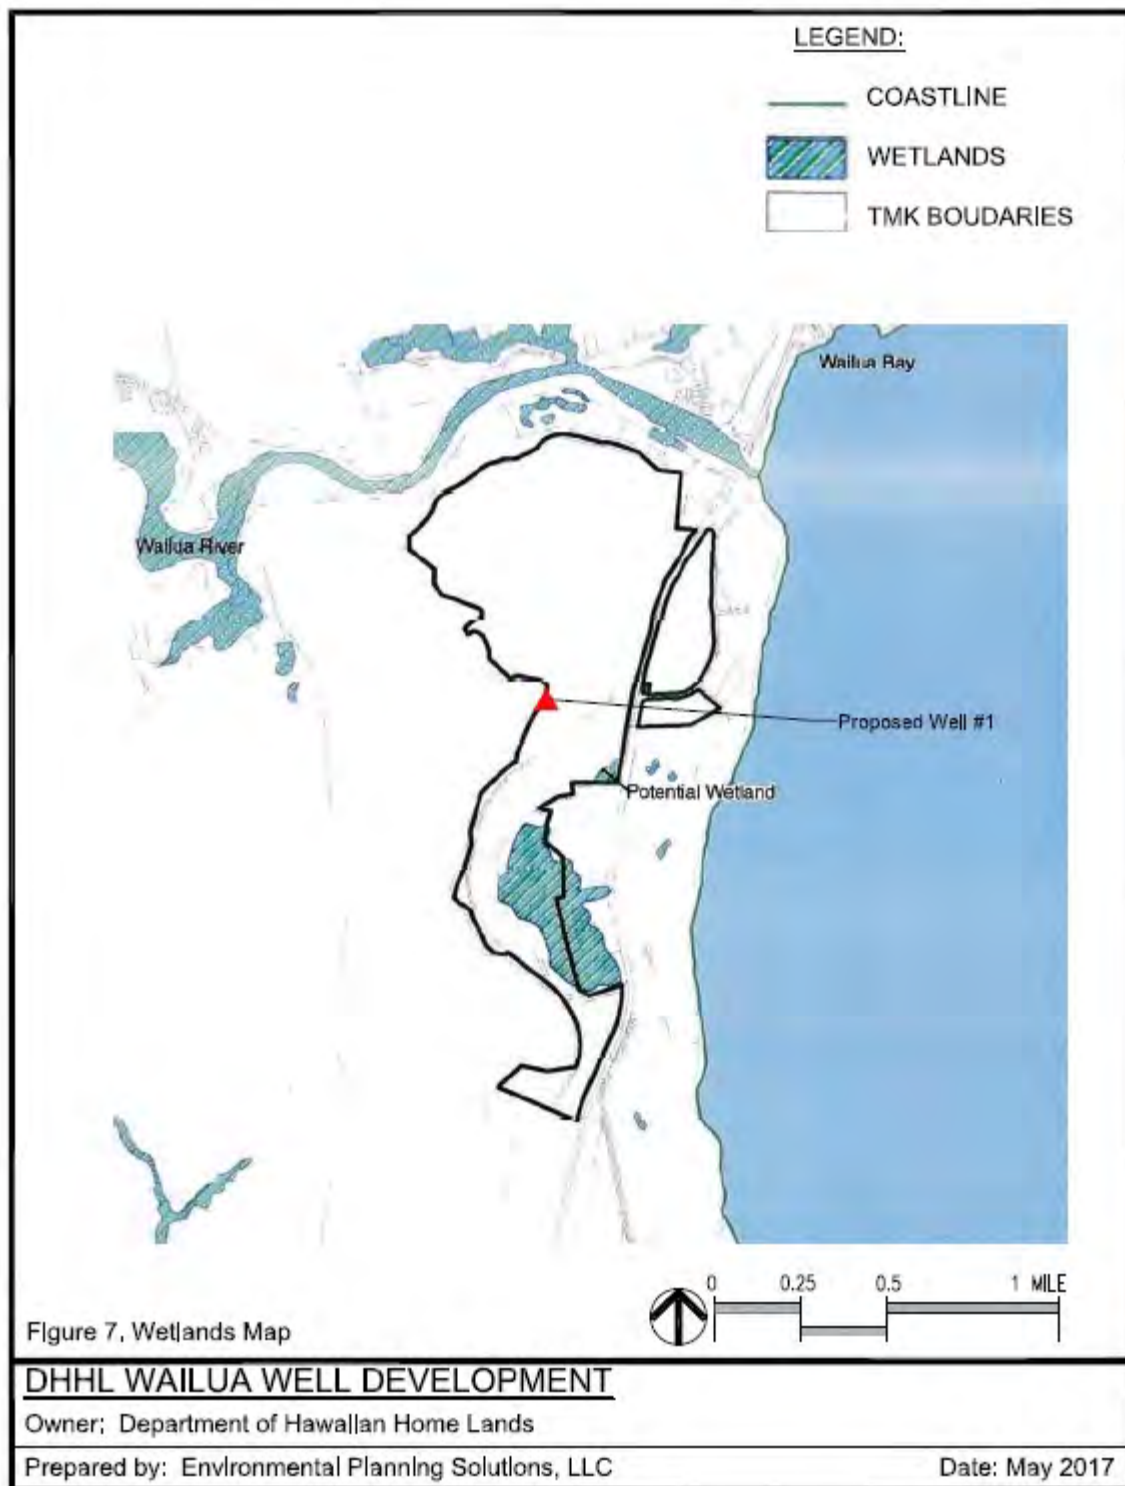 LEGEND:
COASTLINE
WETLANDS
TMK BOUDARIES
Wailua Bay
Wailua River
Proposed Well #1
Potential Wetland
0 0.25 0.5 1 MILE
Figure 7, Wetlands Map
DHHL WAILUA WELL DEVELOPMENT
Owner: Department of Hawaiian Home Lands
Prepared by: Environmental Planning Solutions, LLC
Date: May 2017